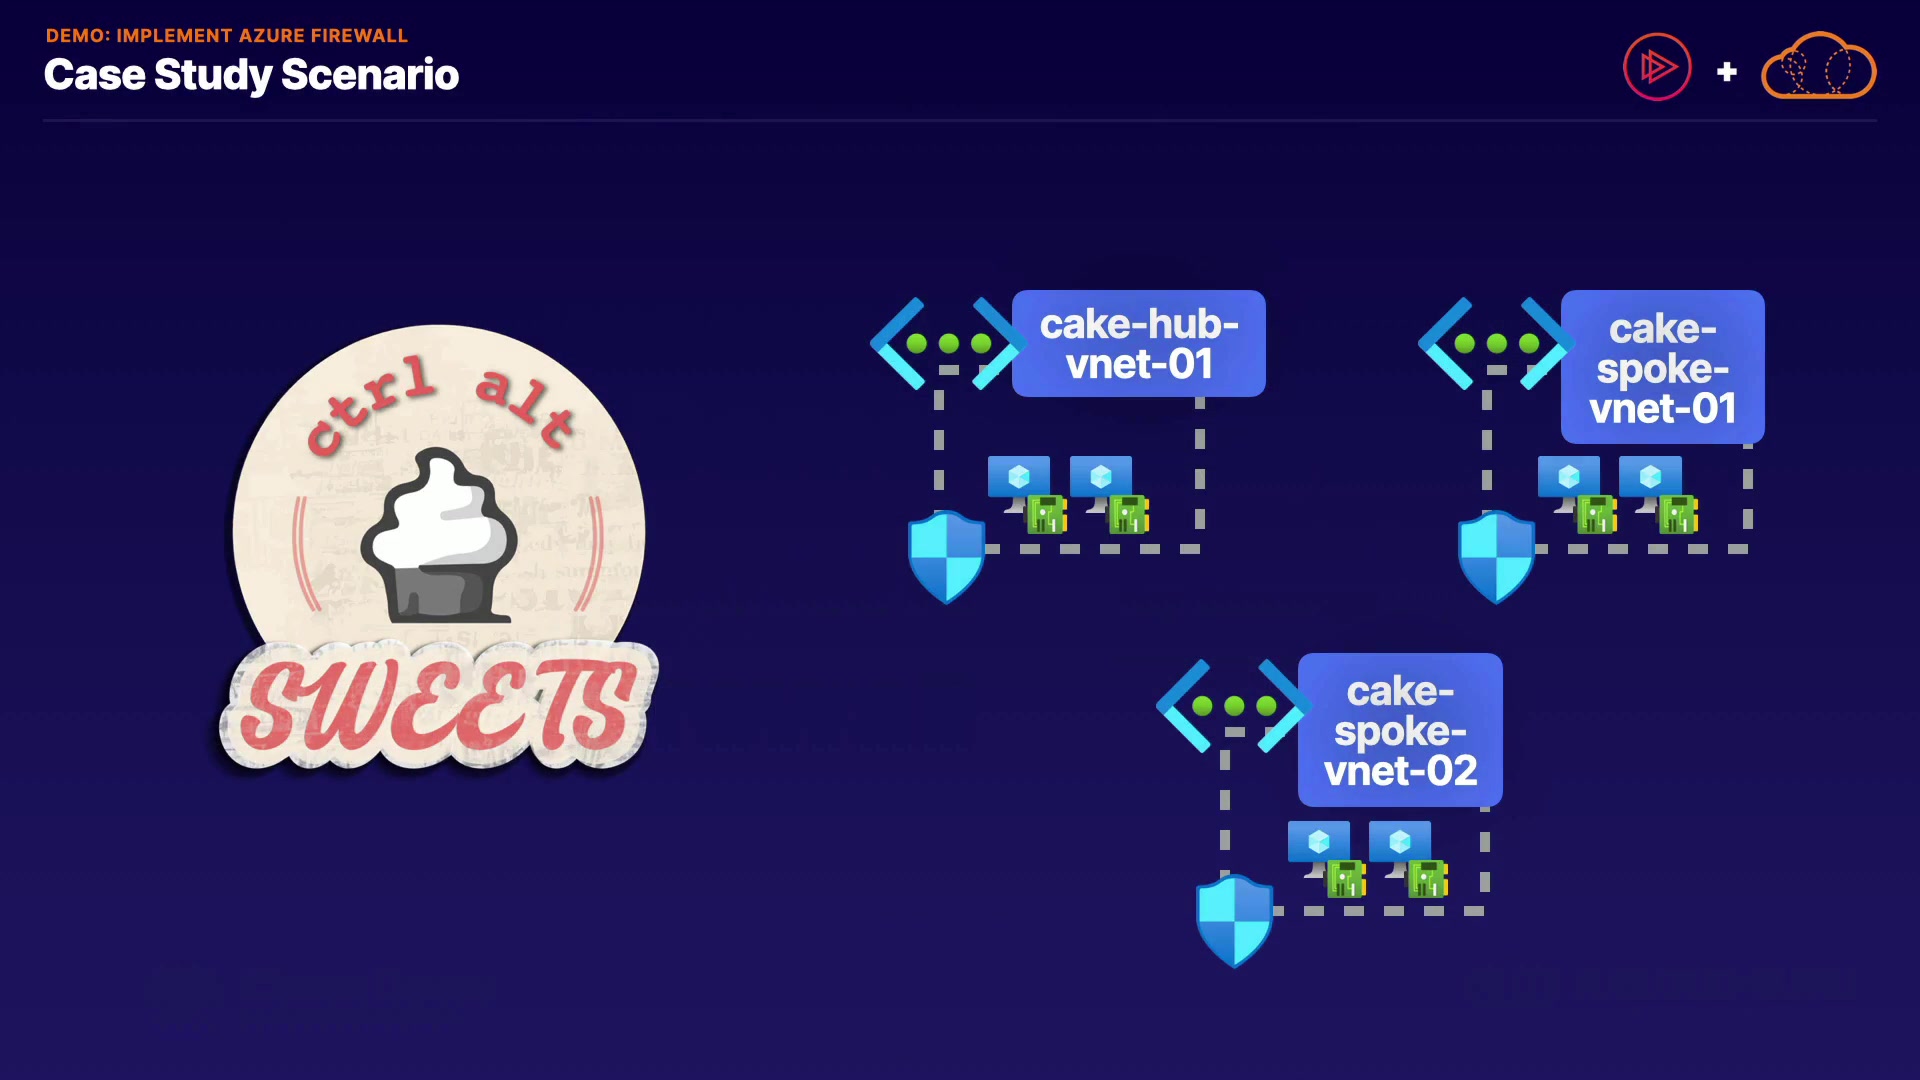 DEMO: IMPLEMENT AZURE FIREWALL
Case Study Scenario
ctrl alt
SWEETS
cake-hub-
vnet-01
cake-
spoke-
vnet-01
cake-
spoke-
vnet-02